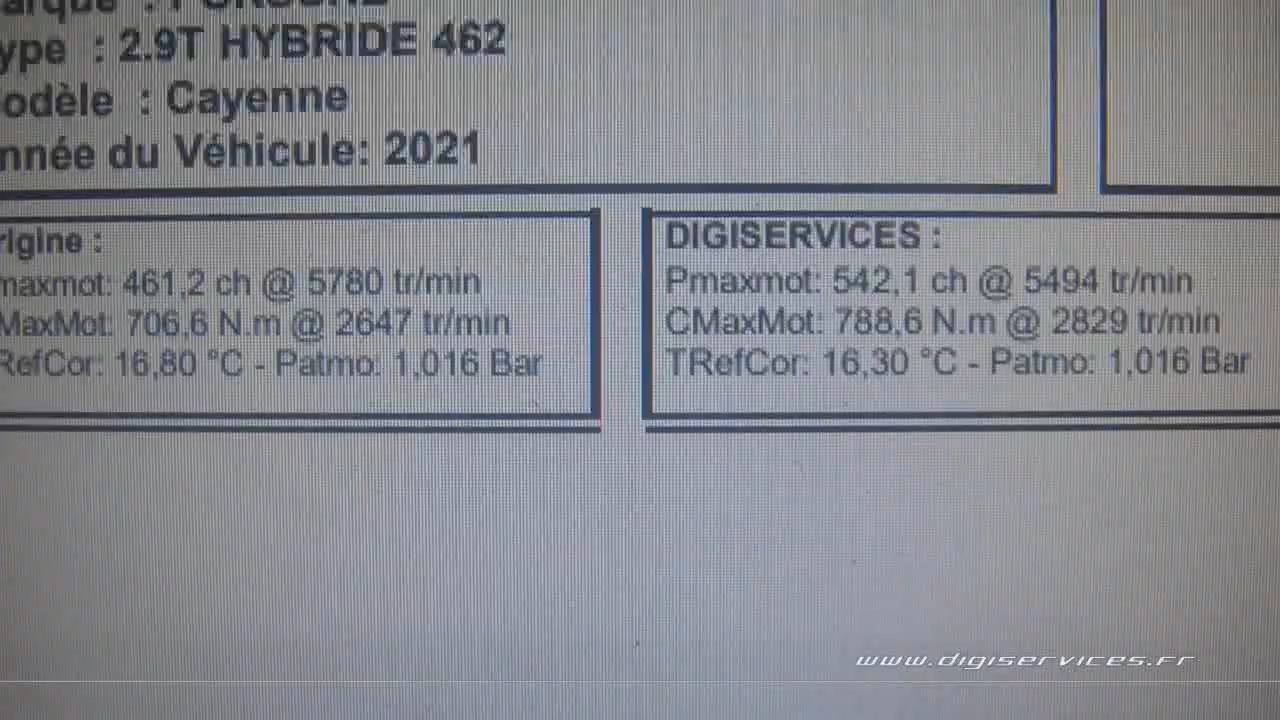 : PORSCHE
ype : 2.9T HYBRIDE 462
odèle : Cayenne
nnée du Véhicule: 2021
rigine :
maxmot: 461,2 ch @ 5780 tr/min
MaxMot: 706,6 N.m @ 2647 tr/min
RefCor: 16,80 °C - Patmo: 1,016 Bar
DIGISERVICES :
Pmaxmot: 542,1 ch @ 5494 tr/min
CMaxMot: 788,6 N.m @ 2829 tr/min
TRefCor: 16,30 °C - Patmo: 1,016 Bar
www.digiservices.fr